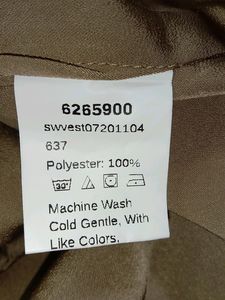 6265900
swvest07201104
637
Polyester: 100%
30°
Machine Wash
Cold Gentle, With
Like Colors,